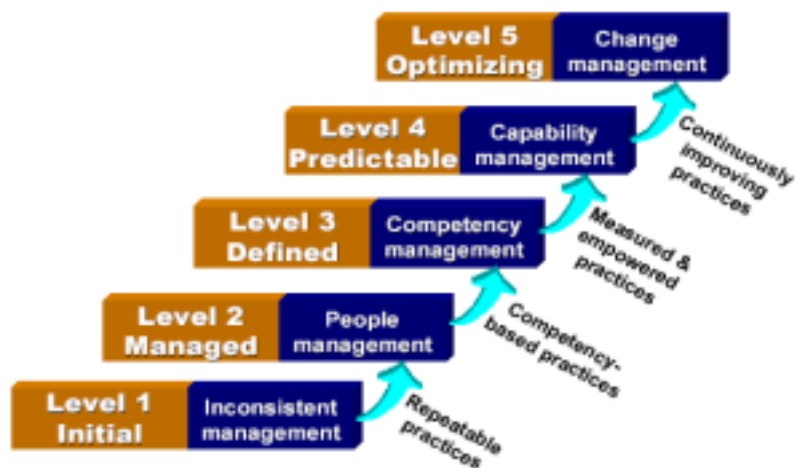 Level 5
Optimizing
Change
management
Level 4
Predictable
Capability
management
Continuously
improving
practices
Level 3
Defined
Competency
management
Measured &
empowered
practices
Level 2
Managed
People
management
Competency-
based practices
Level 1
Initial
Inconsistent
management
Repeatable
practices